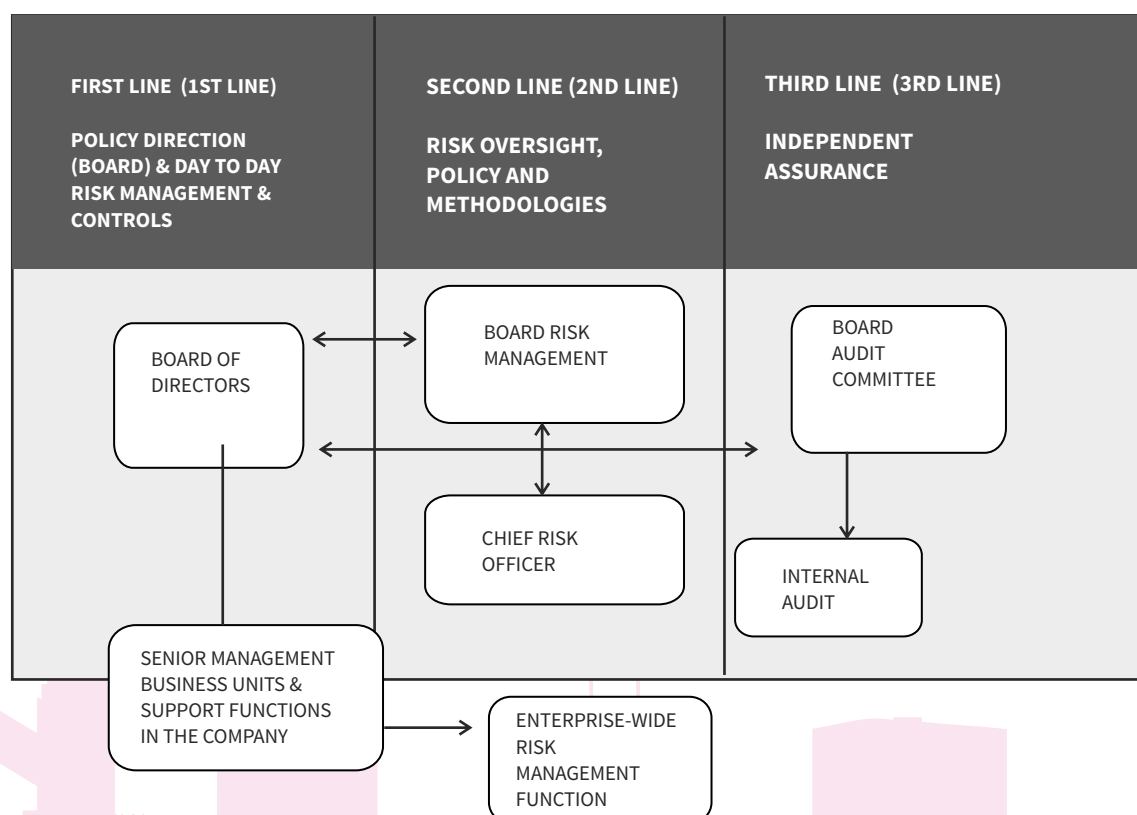 FIRST LINE (1ST LINE)
POLICY DIRECTION
(BOARD) & DAY TO DAY
RISK MANAGEMENT &
CONTROLS
SECOND LINE (2ND LINE)
RISK OVERSIGHT,
POLICY AND
METHODOLOGIES
THIRD LINE (3RD LINE)
INDEPENDENT
ASSURANCE
BOARD OF
DIRECTORS
BOARD RISK
MANAGEMENT
BOARD
AUDIT
COMMITTEE
CHIEF RISK
OFFICER
INTERNAL
AUDIT
SENIOR MANAGEMENT
BUSINESS UNITS &
SUPPORT FUNCTIONS
IN THE COMPANY
ENTERPRISE-WIDE
RISK
MANAGEMENT
FUNCTION